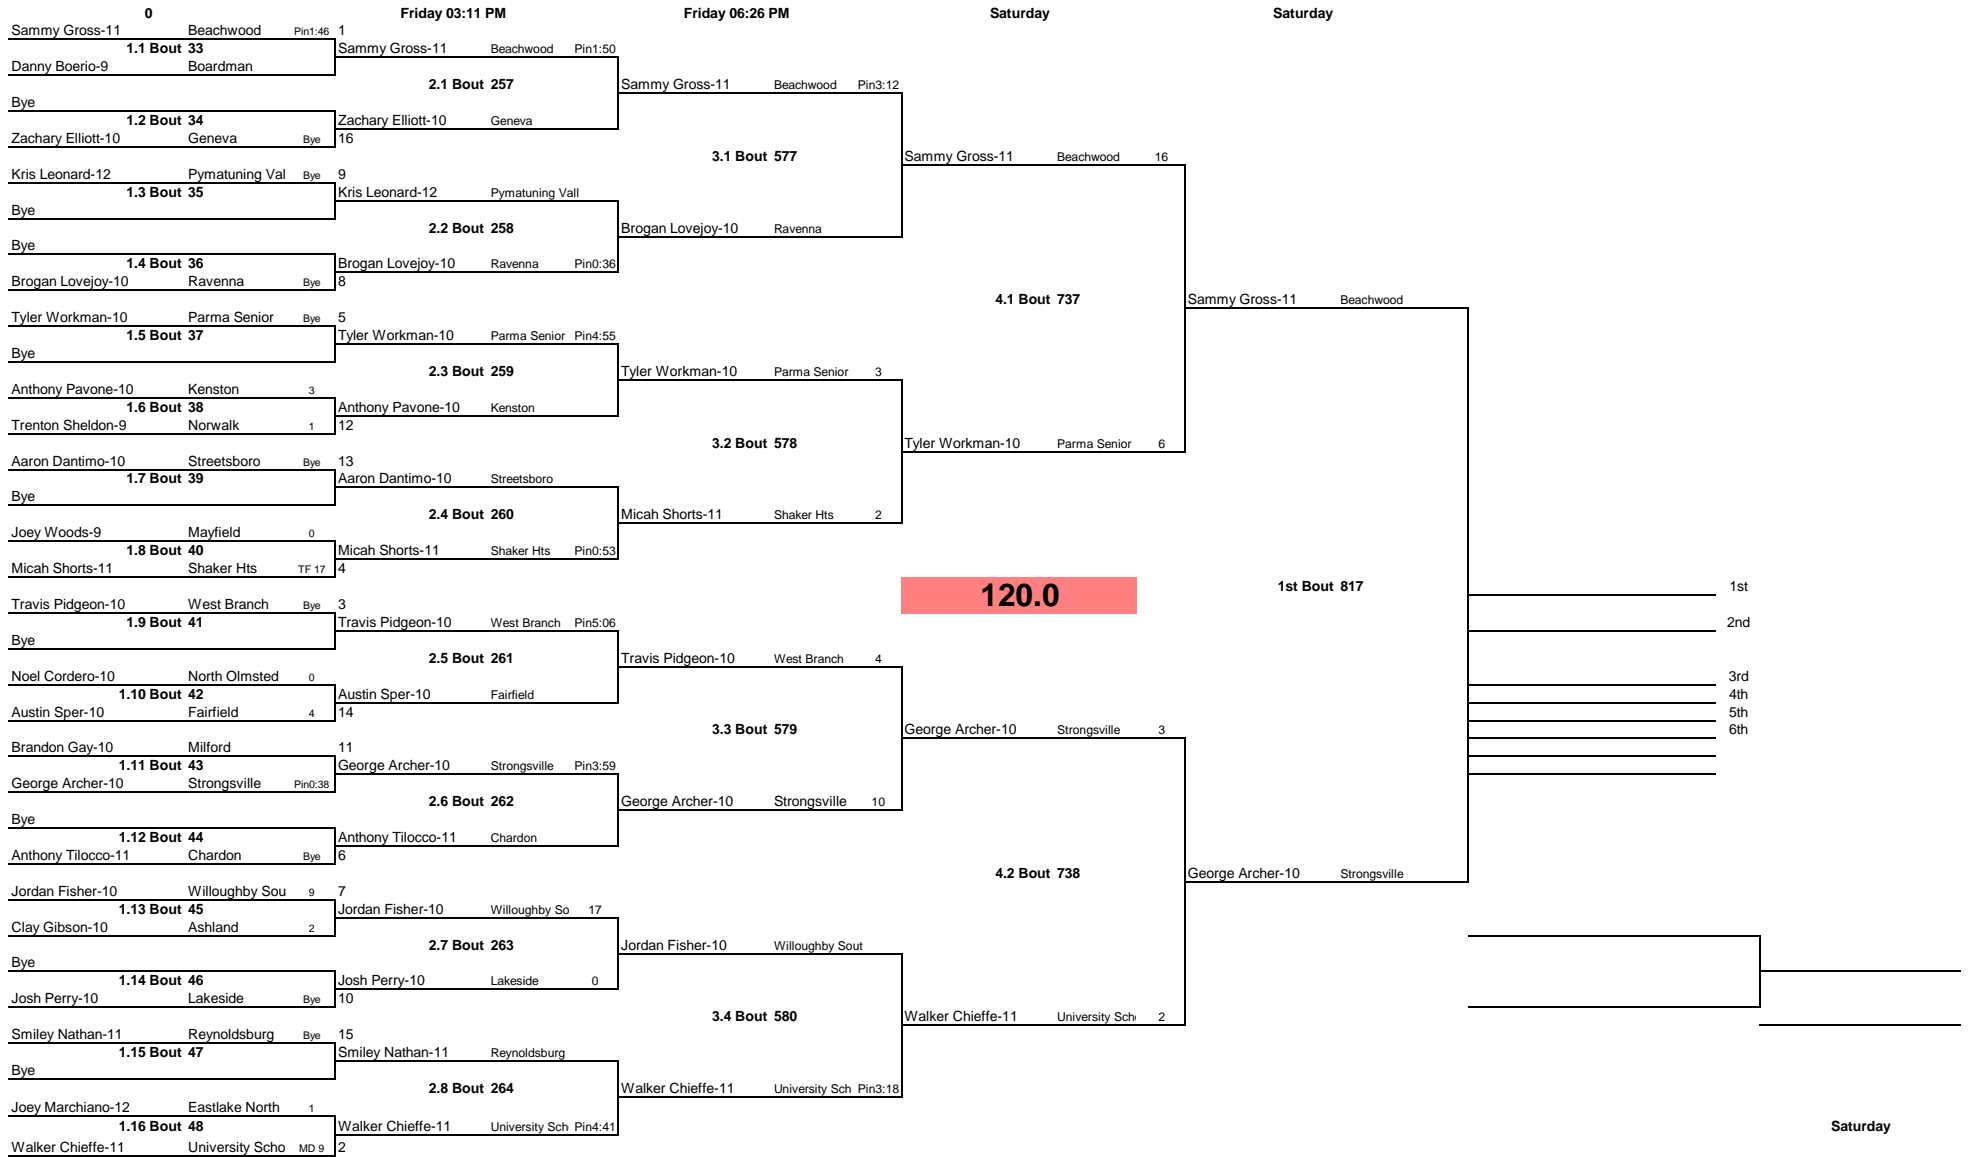 0 Friday 03:11 PM Friday 06:26 PM Saturday Saturday
Sammy Gross-11 Beachwood Pin1:46 1
1.1 Bout 33 Sammy Gross-11 Beachwood Pin1:50
Danny Boerio-9 Boardman
2.1 Bout 257 Sammy Gross-11 Beachwood Pin3:12
Bye
1.2 Bout 34 Zachary Elliott-10 Geneva
Zachary Elliott-10 Geneva Bye 16
3.1 Bout 577 Sammy Gross-11 Beachwood 16
Kris Leonard-12 Pymatuning Val Bye 9
1.3 Bout 35 Kris Leonard-12 Pymatuning Vall
Bye
2.2 Bout 258 Brogan Lovejoy-10 Ravenna
Bye
1.4 Bout 36 Brogan Lovejoy-10 Ravenna Pin0:36
Brogan Lovejoy-10 Ravenna Bye 8
4.1 Bout 737 Sammy Gross-11 Beachwood
Tyler Workman-10 Parma Senior Bye 5
1.5 Bout 37 Tyler Workman-10 Parma Senior Pin4:55
Bye
2.3 Bout 259 Tyler Workman-10 Parma Senior 3
Anthony Pavone-10 Kenston 3
1.6 Bout 38 Anthony Pavone-10 Kenston
Trenton Sheldon-9 Norwalk 1 12
3.2 Bout 578 Tyler Workman-10 Parma Senior 6
Aaron Dantimo-10 Streetsboro Bye 13
1.7 Bout 39 Aaron Dantimo-10 Streetsboro
Bye
2.4 Bout 260 Micah Shorts-11 Shaker Hts 2
Joey Woods-9 Mayfield 0
1.8 Bout 40 Micah Shorts-11 Shaker Hts Pin0:53
Micah Shorts-11 Shaker Hts TF 17 4
120.0 1st Bout 817 1st
Travis Pidgeon-10 West Branch Bye 3
1.9 Bout 41 Travis Pidgeon-10 West Branch Pin5:06 2nd
Bye
2.5 Bout 261 Travis Pidgeon-10 West Branch 4
Noel Cordero-10 North Olmsted 0 3rd
1.10 Bout 42 Austin Sper-10 Fairfield 4th
Austin Sper-10 Fairfield 4 14 5th
3.3 Bout 579 George Archer-10 Strongsville 3 6th
Brandon Gay-10 Milford 11
1.11 Bout 43 George Archer-10 Strongsville Pin3:59
George Archer-10 Strongsville Pin0:38
2.6 Bout 262 George Archer-10 Strongsville 10
Bye
1.12 Bout 44 Anthony Tilocco-11 Chardon
Anthony Tilocco-11 Chardon Bye 6
4.2 Bout 738 George Archer-10 Strongsville
Jordan Fisher-10 Willoughby Sou 9 7
1.13 Bout 45 Jordan Fisher-10 Willoughby So 17
Clay Gibson-10 Ashland 2
2.7 Bout 263 Jordan Fisher-10 Willoughby Sout
Bye
1.14 Bout 46 Josh Perry-10 Lakeside 0
Josh Perry-10 Lakeside Bye 10
3.4 Bout 580 Walker Chieffe-11 University Sch 2
Smiley Nathan-11 Reynoldsburg Bye 15
1.15 Bout 47 Smiley Nathan-11 Reynoldsburg
Bye
2.8 Bout 264 Walker Chieffe-11 University Sch Pin3:18
Joey Marchiano-12 Eastlake North 1
1.16 Bout 48 Walker Chieffe-11 University Sch Pin4:41 Saturday
Walker Chieffe-11 University Scho MD 9 2